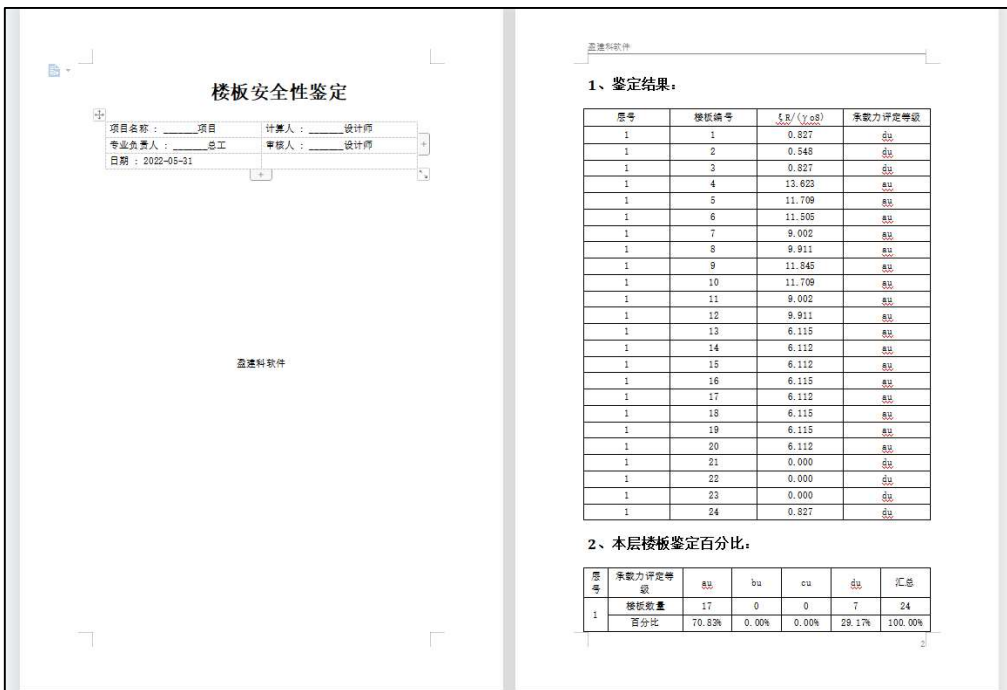 楼板安全性鉴定
项目名称 : ______项目 计算人 : ______设计师
专业负责人 : ______总工 审核人 : ______设计师
日期 : 2022-05-31
盈建科软件
盈建科软件
1、鉴定结果:
层号 楼板编号 ξR/(γoS) 承载力评定等级
1 1 0.827 du
1 2 0.548 du
1 3 0.827 du
1 4 13.623 au
1 5 11.709 au
1 6 11.505 au
1 7 9.002 au
1 8 9.911 au
1 9 11.845 au
1 10 11.709 au
1 11 9.002 au
1 12 9.911 au
1 13 6.115 au
1 14 6.112 au
1 15 6.112 au
1 16 6.115 au
1 17 6.112 au
1 18 6.115 au
1 19 6.115 au
1 20 6.112 au
1 21 0.000 du
1 22 0.000 du
1 23 0.000 du
1 24 0.827 du
2、本层楼板鉴定百分比:
层号 承载力评定等级 au bu cu du 汇总
1 楼板数量 17 0 0 7 24
百分比 70.83% 0.00% 0.00% 29.17% 100.00%
2